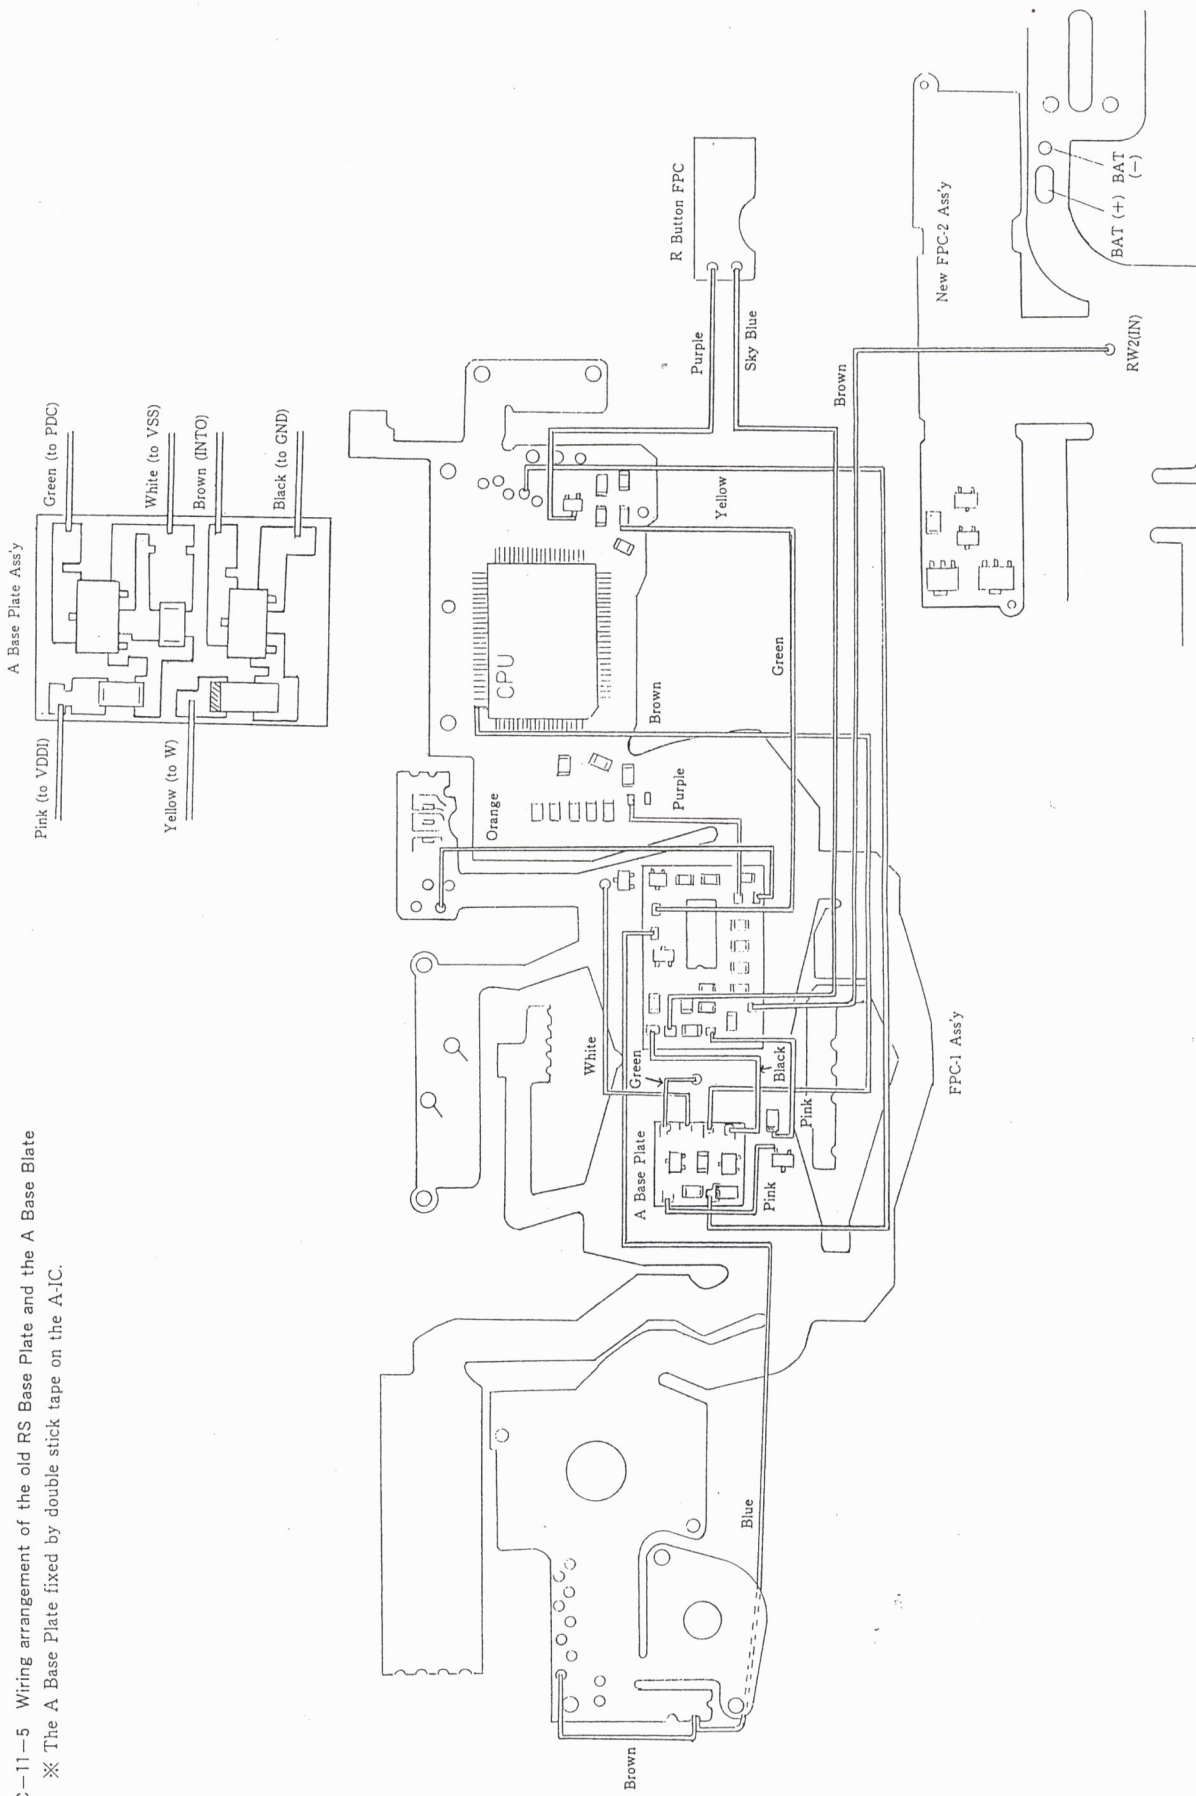 C-11-5 Wiring arrangement of the old RS Base Plate and the A Base Blate
※ The A Base Plate fixed by double stick tape on the A-IC.
A Base Plate Ass'y
Pink (to VDDI)
Green (to PDC)
Yellow (to W)
White (to VSS)
Brown (INTO)
Black (to GND)
Orange
CPU
Purple
Brown
Yellow
Green
White
Green
Black
A Base Plate
Pink
Pink
Blue
Brown
FPC-1 Ass'y
R Button FPC
Purple
Sky Blue
Brown
New FPC-2 Ass'y
RW2(IN)
BAT (+)
BAT
(-)